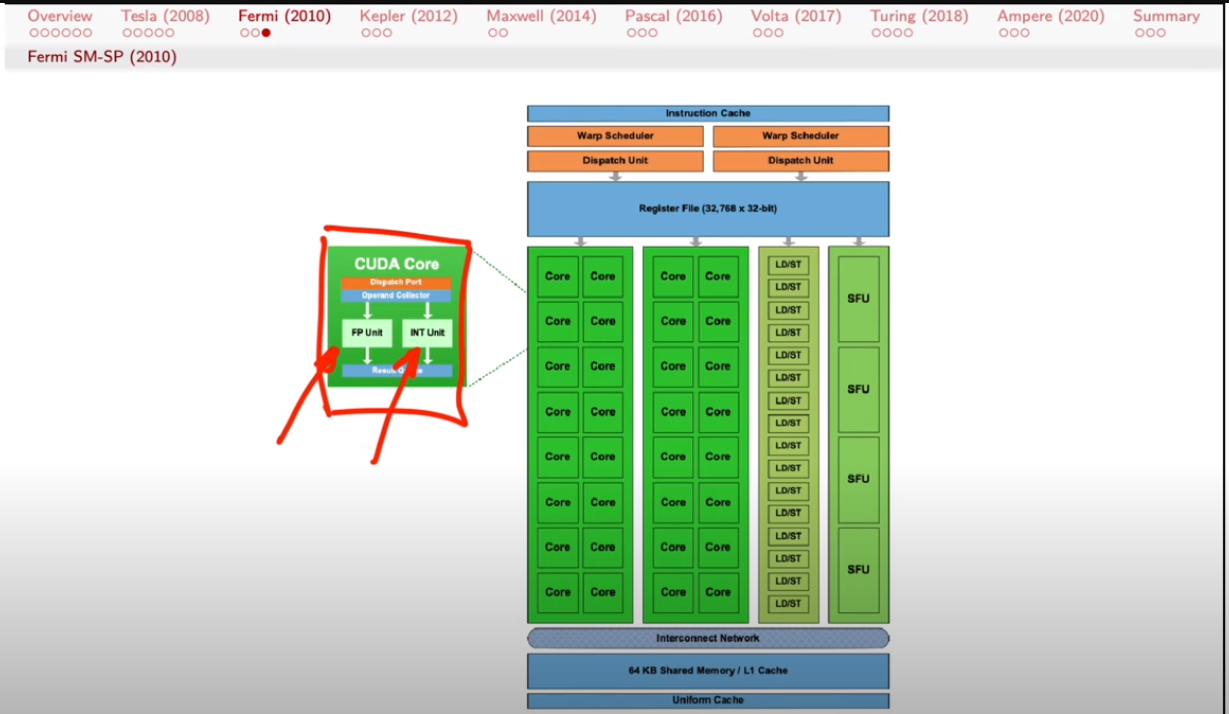 Overview Tesla (2008) Fermi (2010) Kepler (2012) Maxwell (2014) Pascal (2016) Volta (2017) Turing (2018) Ampere (2020) Summary
Fermi SM-SP (2010)
Instruction Cache
Warp Scheduler Warp Scheduler
Dispatch Unit Dispatch Unit
Register File (32,768 x 32-bit)
CUDA Core
Dispatch Port
Operand Collector
FP Unit INT Unit
Core Core Core Core LD/ST
LD/ST
SFU
Core Core Core Core LD/ST
LD/ST
Core Core Core Core LD/ST
LD/ST
SFU
Core Core Core Core LD/ST
LD/ST
Core Core Core Core LD/ST
LD/ST
SFU
Core Core Core Core LD/ST
LD/ST
Core Core Core Core LD/ST
LD/ST
SFU
Core Core Core Core LD/ST
LD/ST
Interconnect Network
64 KB Shared Memory / L1 Cache
Uniform Cache